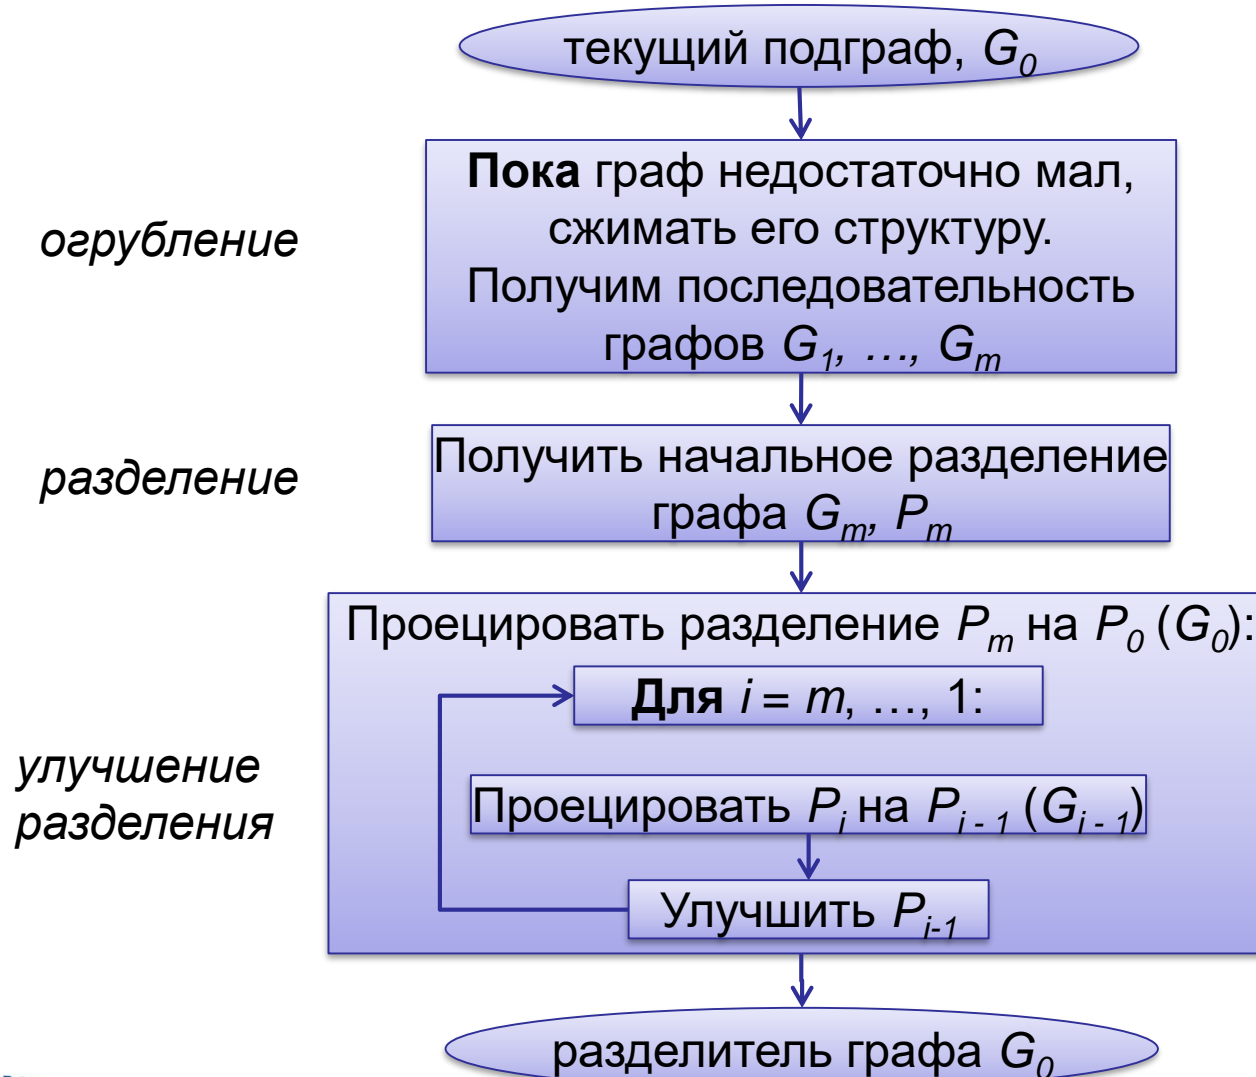 текущий подграф, G0
огрубление
Пока граф недостаточно мал,
сжимать его структуру.
Получим последовательность
графов G1, …, Gm
разделение
Получить начальное разделение
графа Gm, Pm
улучшение
разделения
Проецировать разделение Pm на P0 (G0):
Для i = m, …, 1:
Проецировать Pi на Pi - 1 (Gi - 1)
Улучшить Pi-1
разделитель графа G0